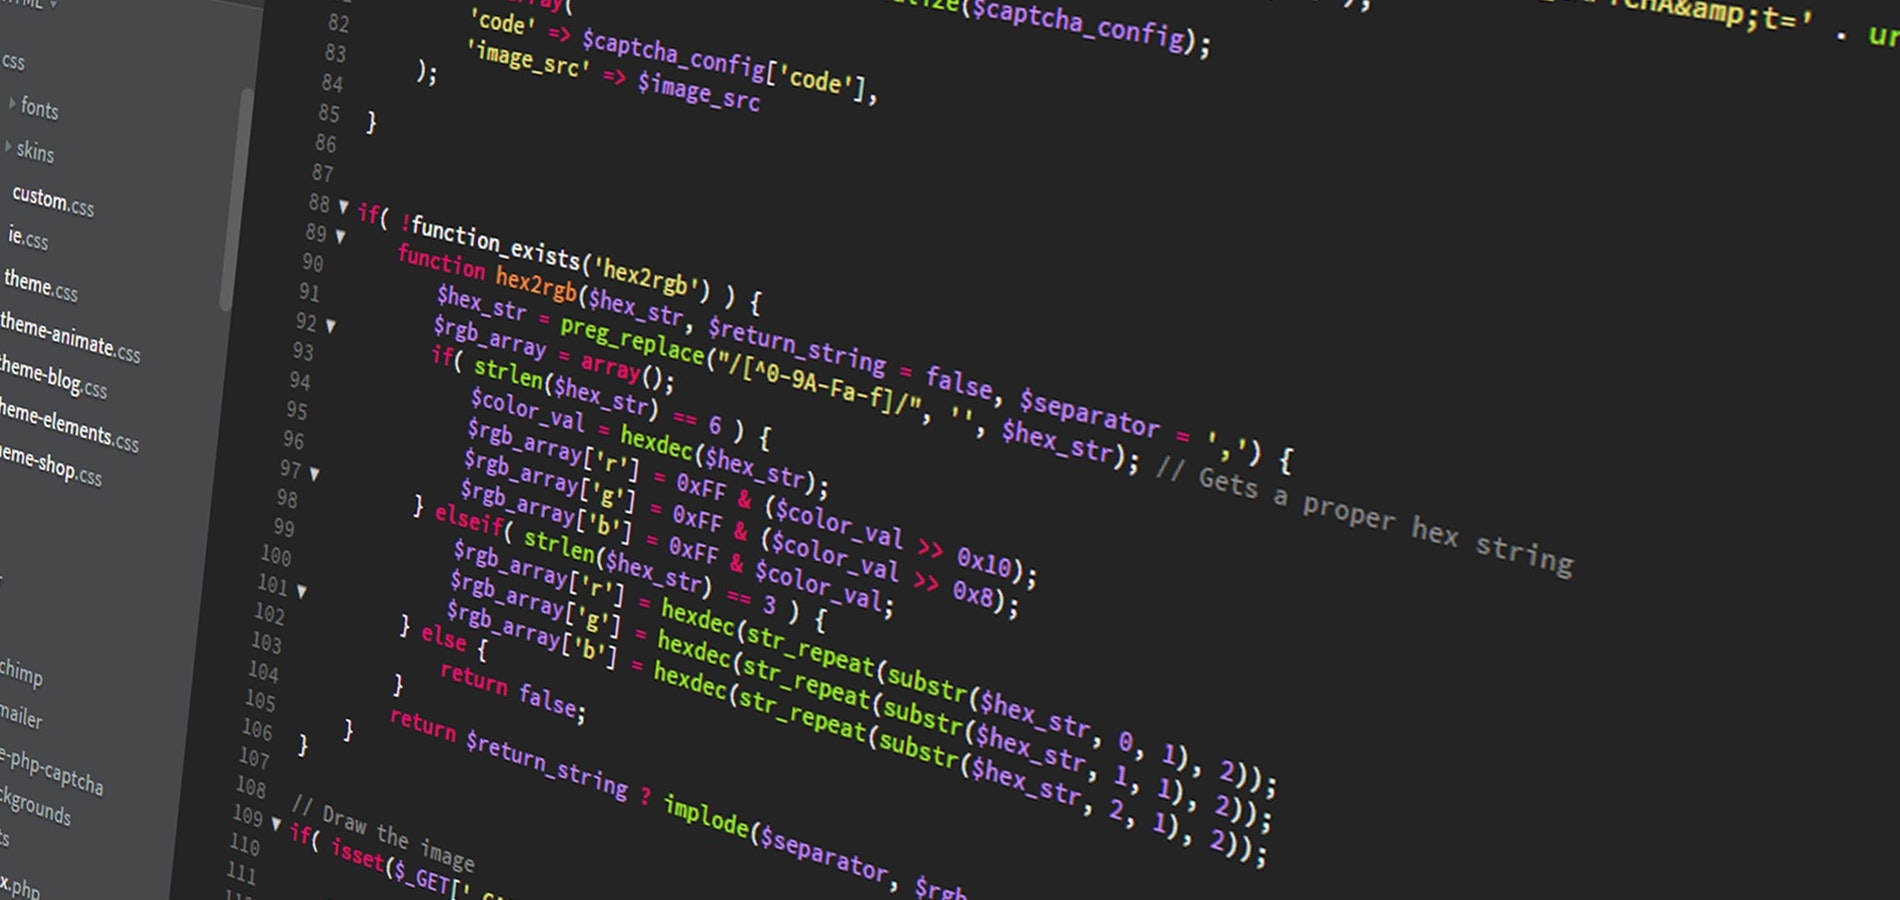 css
fonts
skins
custom.css
ie.css
theme.css
theme-animate.css
theme-blog.css
theme-elements.css
theme-shop.css
chimp
mailer
e-php-captcha
ckgrounds
ts
x.php
($captcha_config);
&amp;t=' .
82 'code' => $captcha_config['code'],
83 'image_src' => $image_src
84 );
85 }
86
87
88 if( !function_exists('hex2rgb') ) {
89 function hex2rgb($hex_str, $return_string = false, $separator = ',') {
90 $hex_str = preg_replace("/[^0-9A-Fa-f]/", '', $hex_str); // Gets a proper hex string
91 $rgb_array = array();
92 if( strlen($hex_str) == 6 ) {
93 $color_val = hexdec($hex_str);
94 $rgb_array['r'] = 0xFF & ($color_val >> 0x10);
95 $rgb_array['g'] = 0xFF & ($color_val >> 0x8);
96 $rgb_array['b'] = 0xFF & $color_val;
97 } elseif( strlen($hex_str) == 3 ) {
98 $rgb_array['r'] = hexdec(str_repeat(substr($hex_str, 0, 1), 2));
99 $rgb_array['g'] = hexdec(str_repeat(substr($hex_str, 1, 1), 2));
100 $rgb_array['b'] = hexdec(str_repeat(substr($hex_str, 2, 1), 2));
101 } else {
102 return false;
103 }
104 return $return_string ? implode($separator, $rgb
105 }
106 }
107
108 // Draw the image
109 if( isset($_GET['
110
111